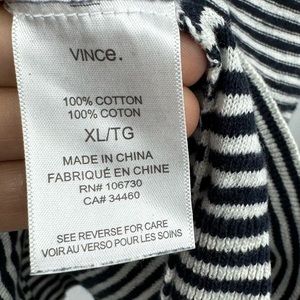 VINCE.
100% COTTON
100% COTON
XL/TG
MADE IN CHINA
FABRIQUÉ EN CHINE
RN# 106730
CA# 34460
SEE REVERSE FOR CARE
VOIR AU VERSO POUR LES SOINS